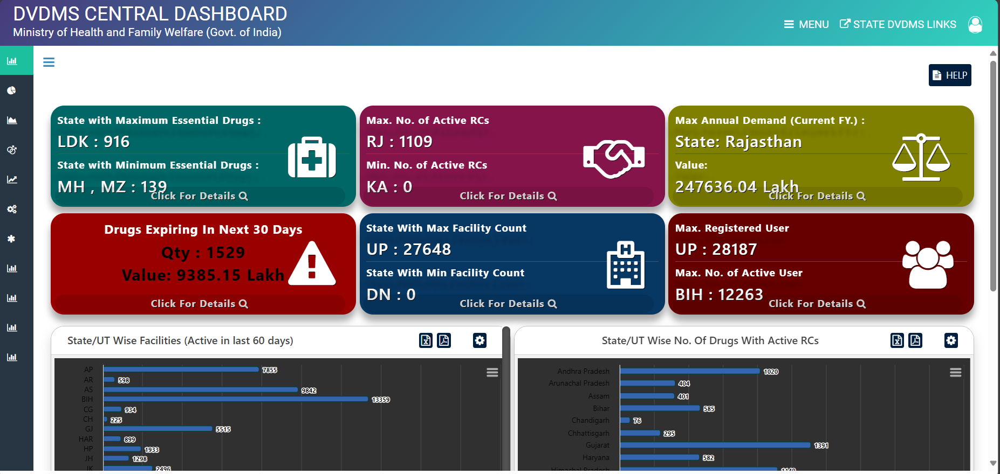 DVDMS CENTRAL DASHBOARD
Ministry of Health and Family Welfare (Govt. of India)
MENU
STATE DVDMS LINKS
HELP
State with Maximum Essential Drugs :
LDK : 916
State with Minimum Essential Drugs :
MH , MZ : 139
Click For Details
Max. No. of Active RCs
RJ : 1109
Min. No. of Active RCs
KA : 0
Click For Details
Max Annual Demand (Current FY.) :
State: Rajasthan
Value:
247636.04 Lakh
Click For Details
Drugs Expiring In Next 30 Days
Qty : 1529
Value: 9385.15 Lakh
Click For Details
State With Max Facility Count
UP : 27648
State With Min Facility Count
DN : 0
Click For Details
Max. Registered User
UP : 28187
Max. No. of Active User
BIH : 12263
Click For Details
State/UT Wise Facilities (Active in last 60 days)
AP 7855
AR 598
AS 9842
BIH 13359
CG 934
CH 225
GJ 5515
HAR 899
HP 1933
JH 1298
JK 2496
State/UT Wise No. Of Drugs With Active RCs
Andhra Pradesh 1020
Arunachal Pradesh 404
Assam 401
Bihar 585
Chandigarh 76
Chhattisgarh 295
Gujarat 1391
Haryana 582
Himachal Pradesh 1149